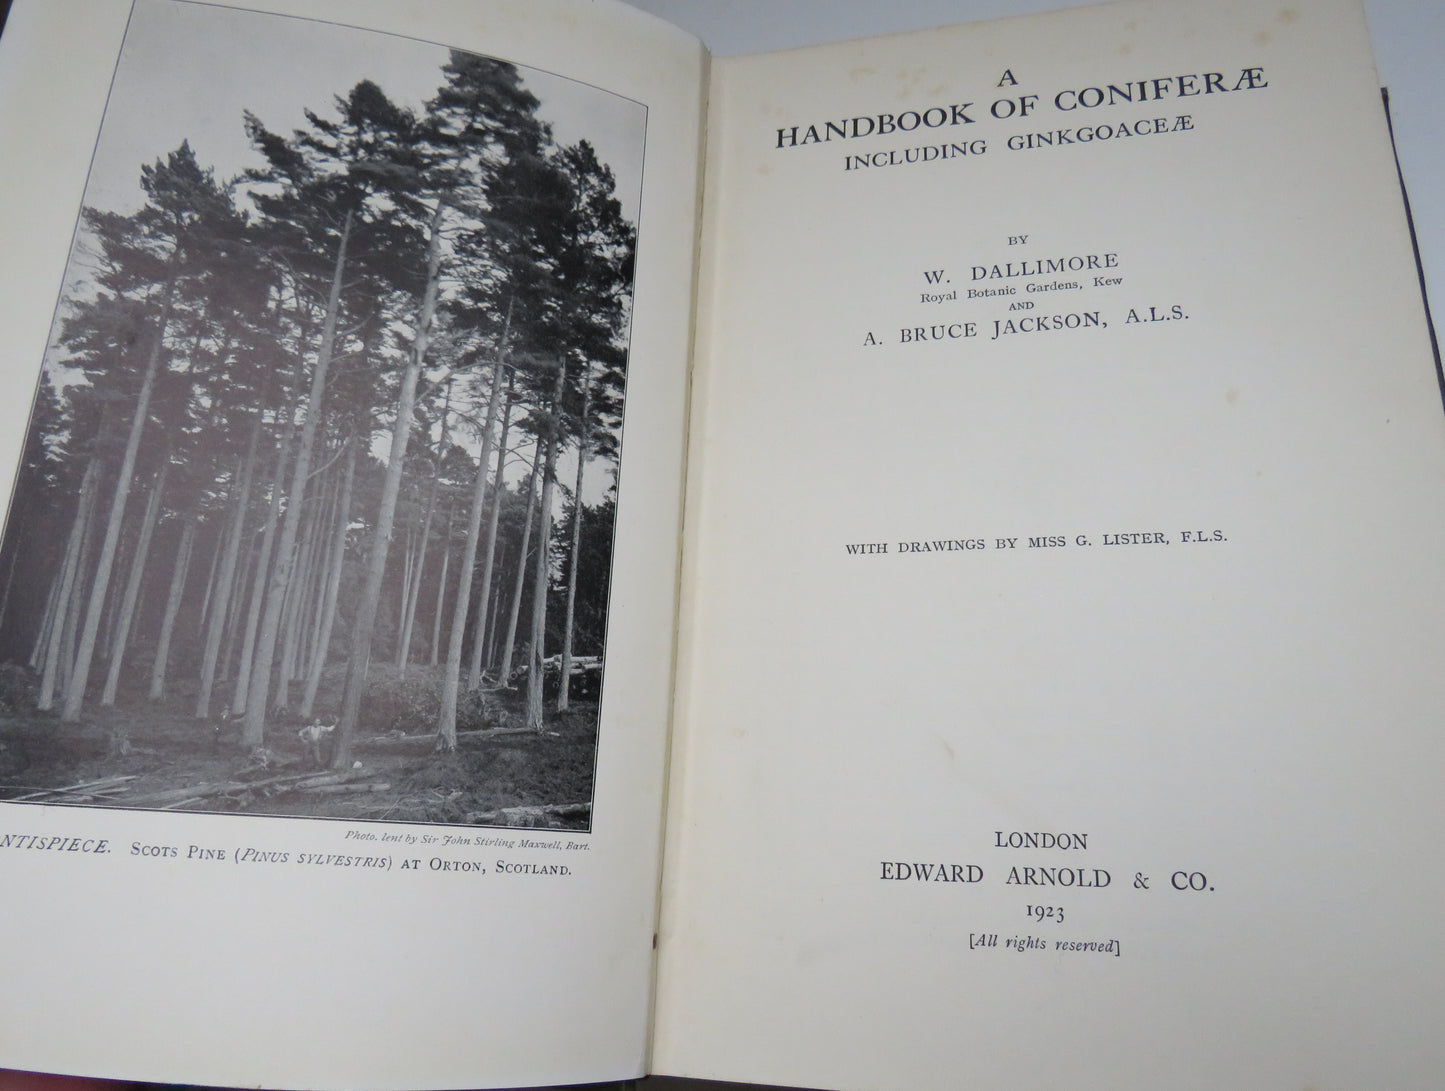 Photo. lent by Sir John Stirling Maxwell, Bart.
NTISPIECE. SCOTS PINE (PINUS SYLVESTRIS) AT ORTON, SCOTLAND.
A
HANDBOOK OF CONIFERÆ
INCLUDING GINKGOACEÆ
BY
W. DALLIMORE
Royal Botanic Gardens, Kew
AND
A. BRUCE JACKSON, A.L.S.
WITH DRAWINGS BY MISS G. LISTER, F.L.S.
LONDON
EDWARD ARNOLD & CO.
1923
[All rights reserved]